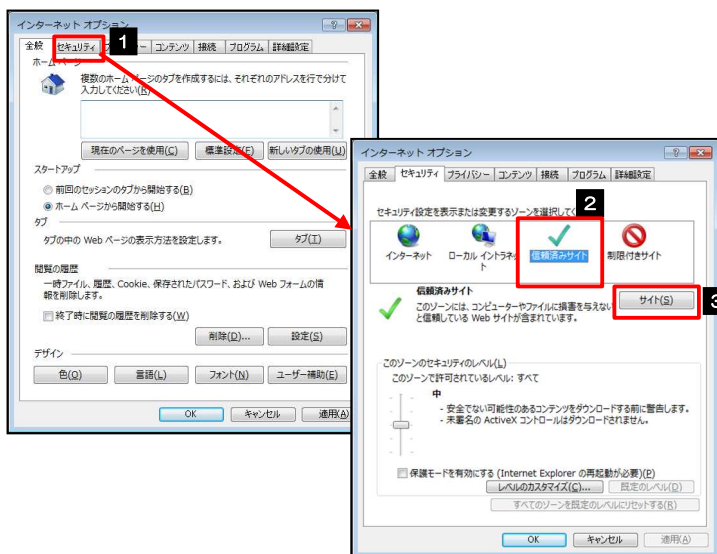 インターネット オプション
1
全般 セキュリティ コンテンツ 接続 プログラム 詳細設定
ホーム ページ
複数のホーム ページのタブを作成するには、それぞれのアドレスを行で分けて
入力してください(R)
現在のページを使用(C) 標準設定(F) 新しいタブの使用(U)
スタートアップ
前回のセッションのタブから開始する(B)
ホーム ページから開始する(H)
タブ
タブの中の Web ページの表示方法を設定します。 タブ(T)
閲覧の履歴
一時ファイル、履歴、Cookie、保存されたパスワード、および Web フォームの情
報を削除します。
終了時に閲覧の履歴を削除する(W)
削除(D)... 設定(S)
デザイン
色(O) 言語(L) フォント(N) ユーザー補助(E)
OK キャンセル 適用(A)
インターネット オプション
全般 セキュリティ プライバシー コンテンツ 接続 プログラム 詳細設定
セキュリティ設定を表示または変更するゾーンを選択して
2
インターネット ローカル イントラネット 信頼済みサイト 制限付きサイト
信頼済みサイト
このゾーンには、コンピューターやファイルに損害を与えない
と信頼している Web サイトが含まれています。
サイト(S)
3
このゾーンのセキュリティのレベル(L)
このゾーンで許可されているレベル: すべて
中
- 安全でない可能性のあるコンテンツをダウンロードする前に警告します。
- 未署名の ActiveX コントロールはダウンロードされません。
保護モードを有効にする (Internet Explorer の再起動が必要)(P)
レベルのカスタマイズ(C)... 既定のレベル(D)
すべてのゾーンを既定のレベルにリセットする(R)
OK キャンセル 適用(A)